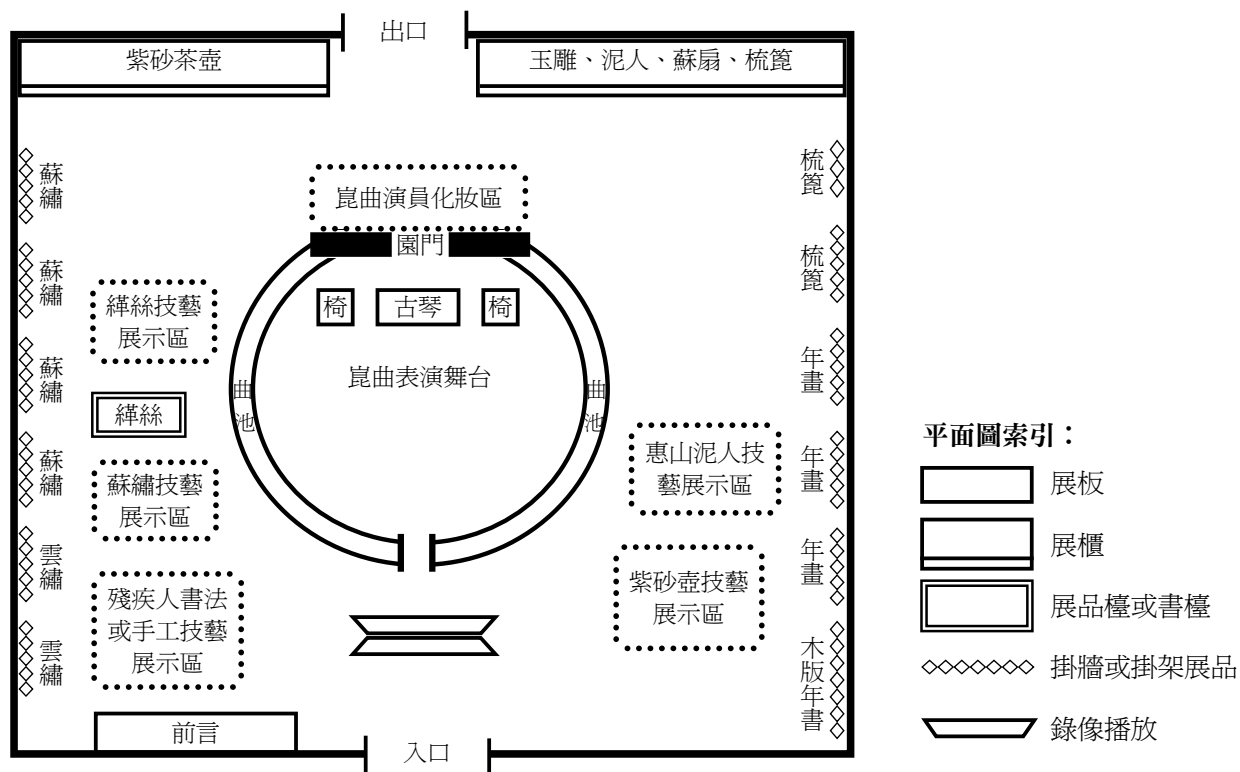 出口
紫砂茶壺
玉雕、泥人、蘇扇、梳篦
蘇繡
梳篦
崑曲演員化妝區
園門
蘇繡
梳篦
緙絲技藝
展示區
椅
古琴
椅
蘇繡
年畫
崑曲表演舞台
曲池
曲池
緙絲
蘇繡
年畫
惠山泥人技
藝展示區
蘇繡技藝
展示區
雲繡
年畫
紫砂壺技藝
展示區
殘疾人書法
或手工技藝
展示區
雲繡
木版年書
前言
入口
平面圖索引：
展板
展櫃
展品檯或書檯
掛牆或掛架展品
錄像播放